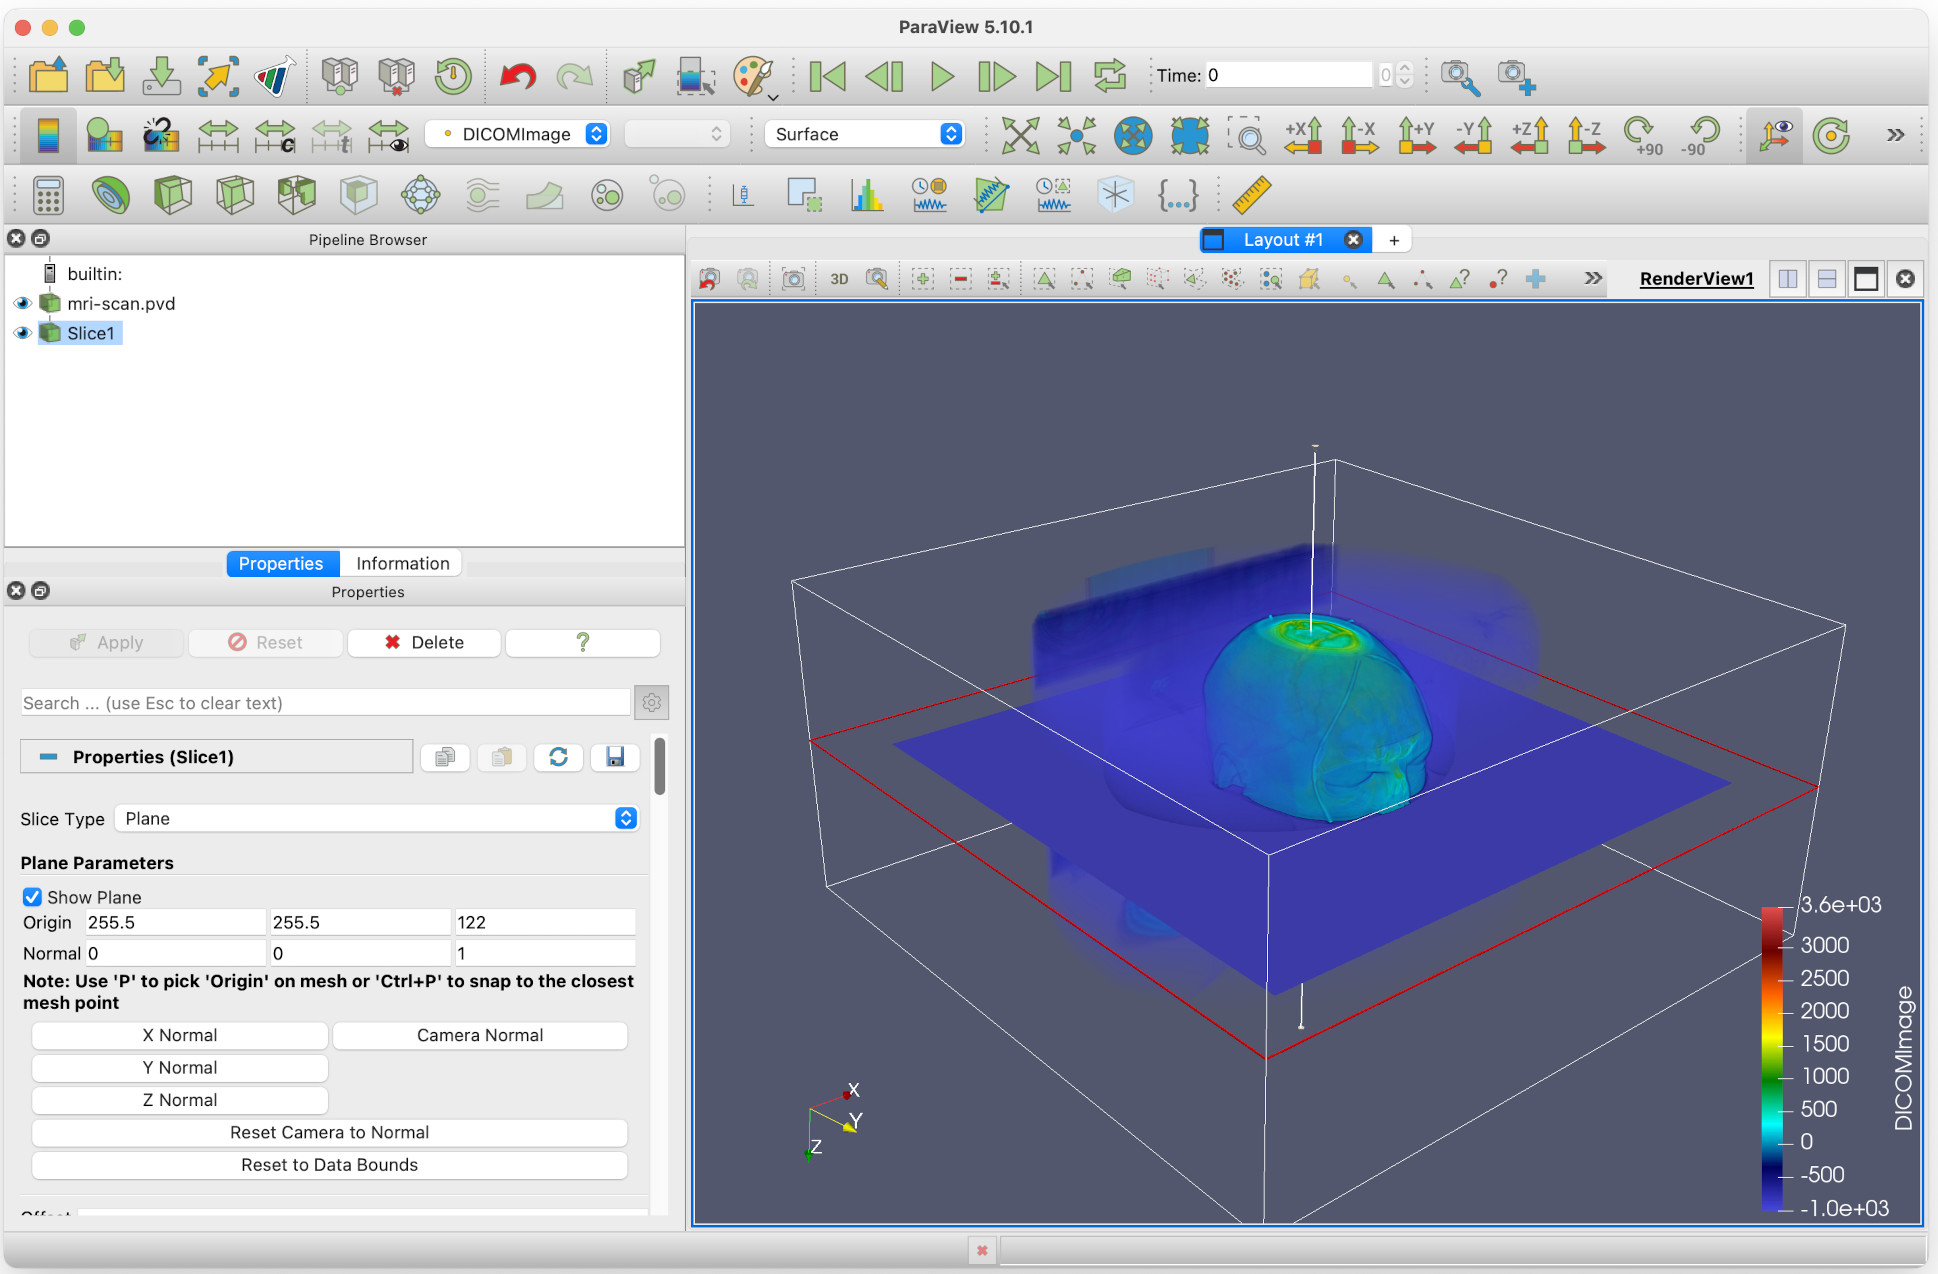 ParaView 5.10.1
Time: 0 0
DICOMImage Surface +X -X +Y -Y +Z -Z +90 -90 »
Pipeline Browser
Layout #1 +
builtin:
mri-scan.pvd
Slice1
3D » RenderView1
Properties Information
Properties
Apply Reset Delete ?
Search ... (use Esc to clear text)
Properties (Slice1)
Slice Type Plane
Plane Parameters
Show Plane
Origin 255.5 255.5 122
Normal 0 0 1
Note: Use 'P' to pick 'Origin' on mesh or 'Ctrl+P' to snap to the closest
mesh point
X Normal Camera Normal
Y Normal
Z Normal
Reset Camera to Normal
Reset to Data Bounds
X
Y
Z
3.6e+03
3000
2500
2000
1500
1000
500
0
-500
-1.0e+03
DICOMImage